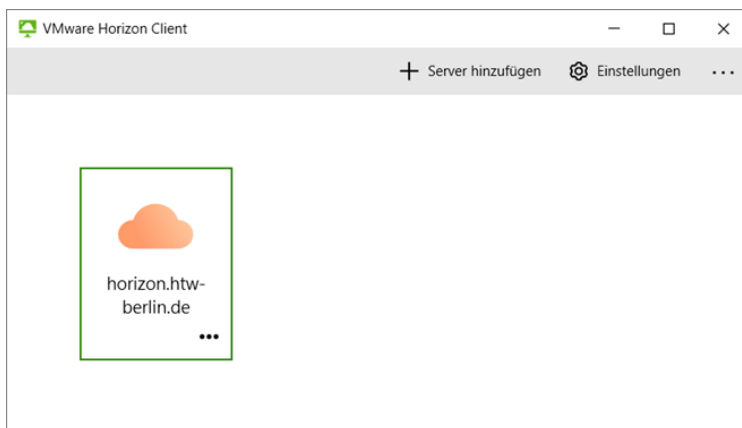 VMware Horizon Client
Server hinzufügen Einstellungen
horizon.htw-
berlin.de